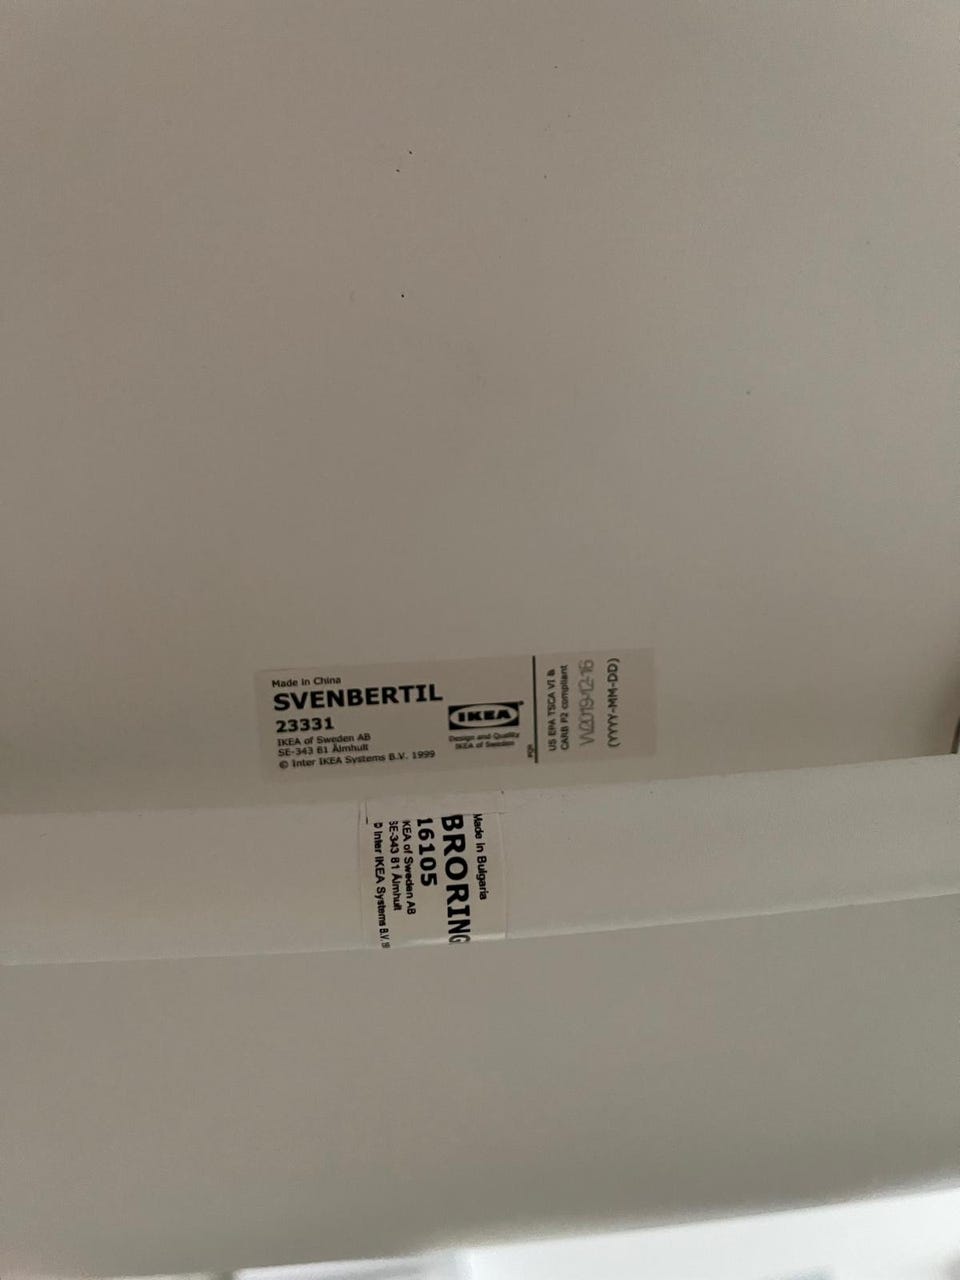 Made in China
SVENBERTIL
23331
IKEA of Sweden AB
SE-343 81 Älmhult
© Inter IKEA Systems B.V. 1999
IKEA®
Design and Quality
IKEA of Sweden
US EPA TSCA VI &
CARB P2 compliant
(YYYY-MM-DD)
Made in Bulgaria
BRORING
16105
KEA of Sweden AB
SE-343 81 Älmhult
Inter IKEA Systems B.V.